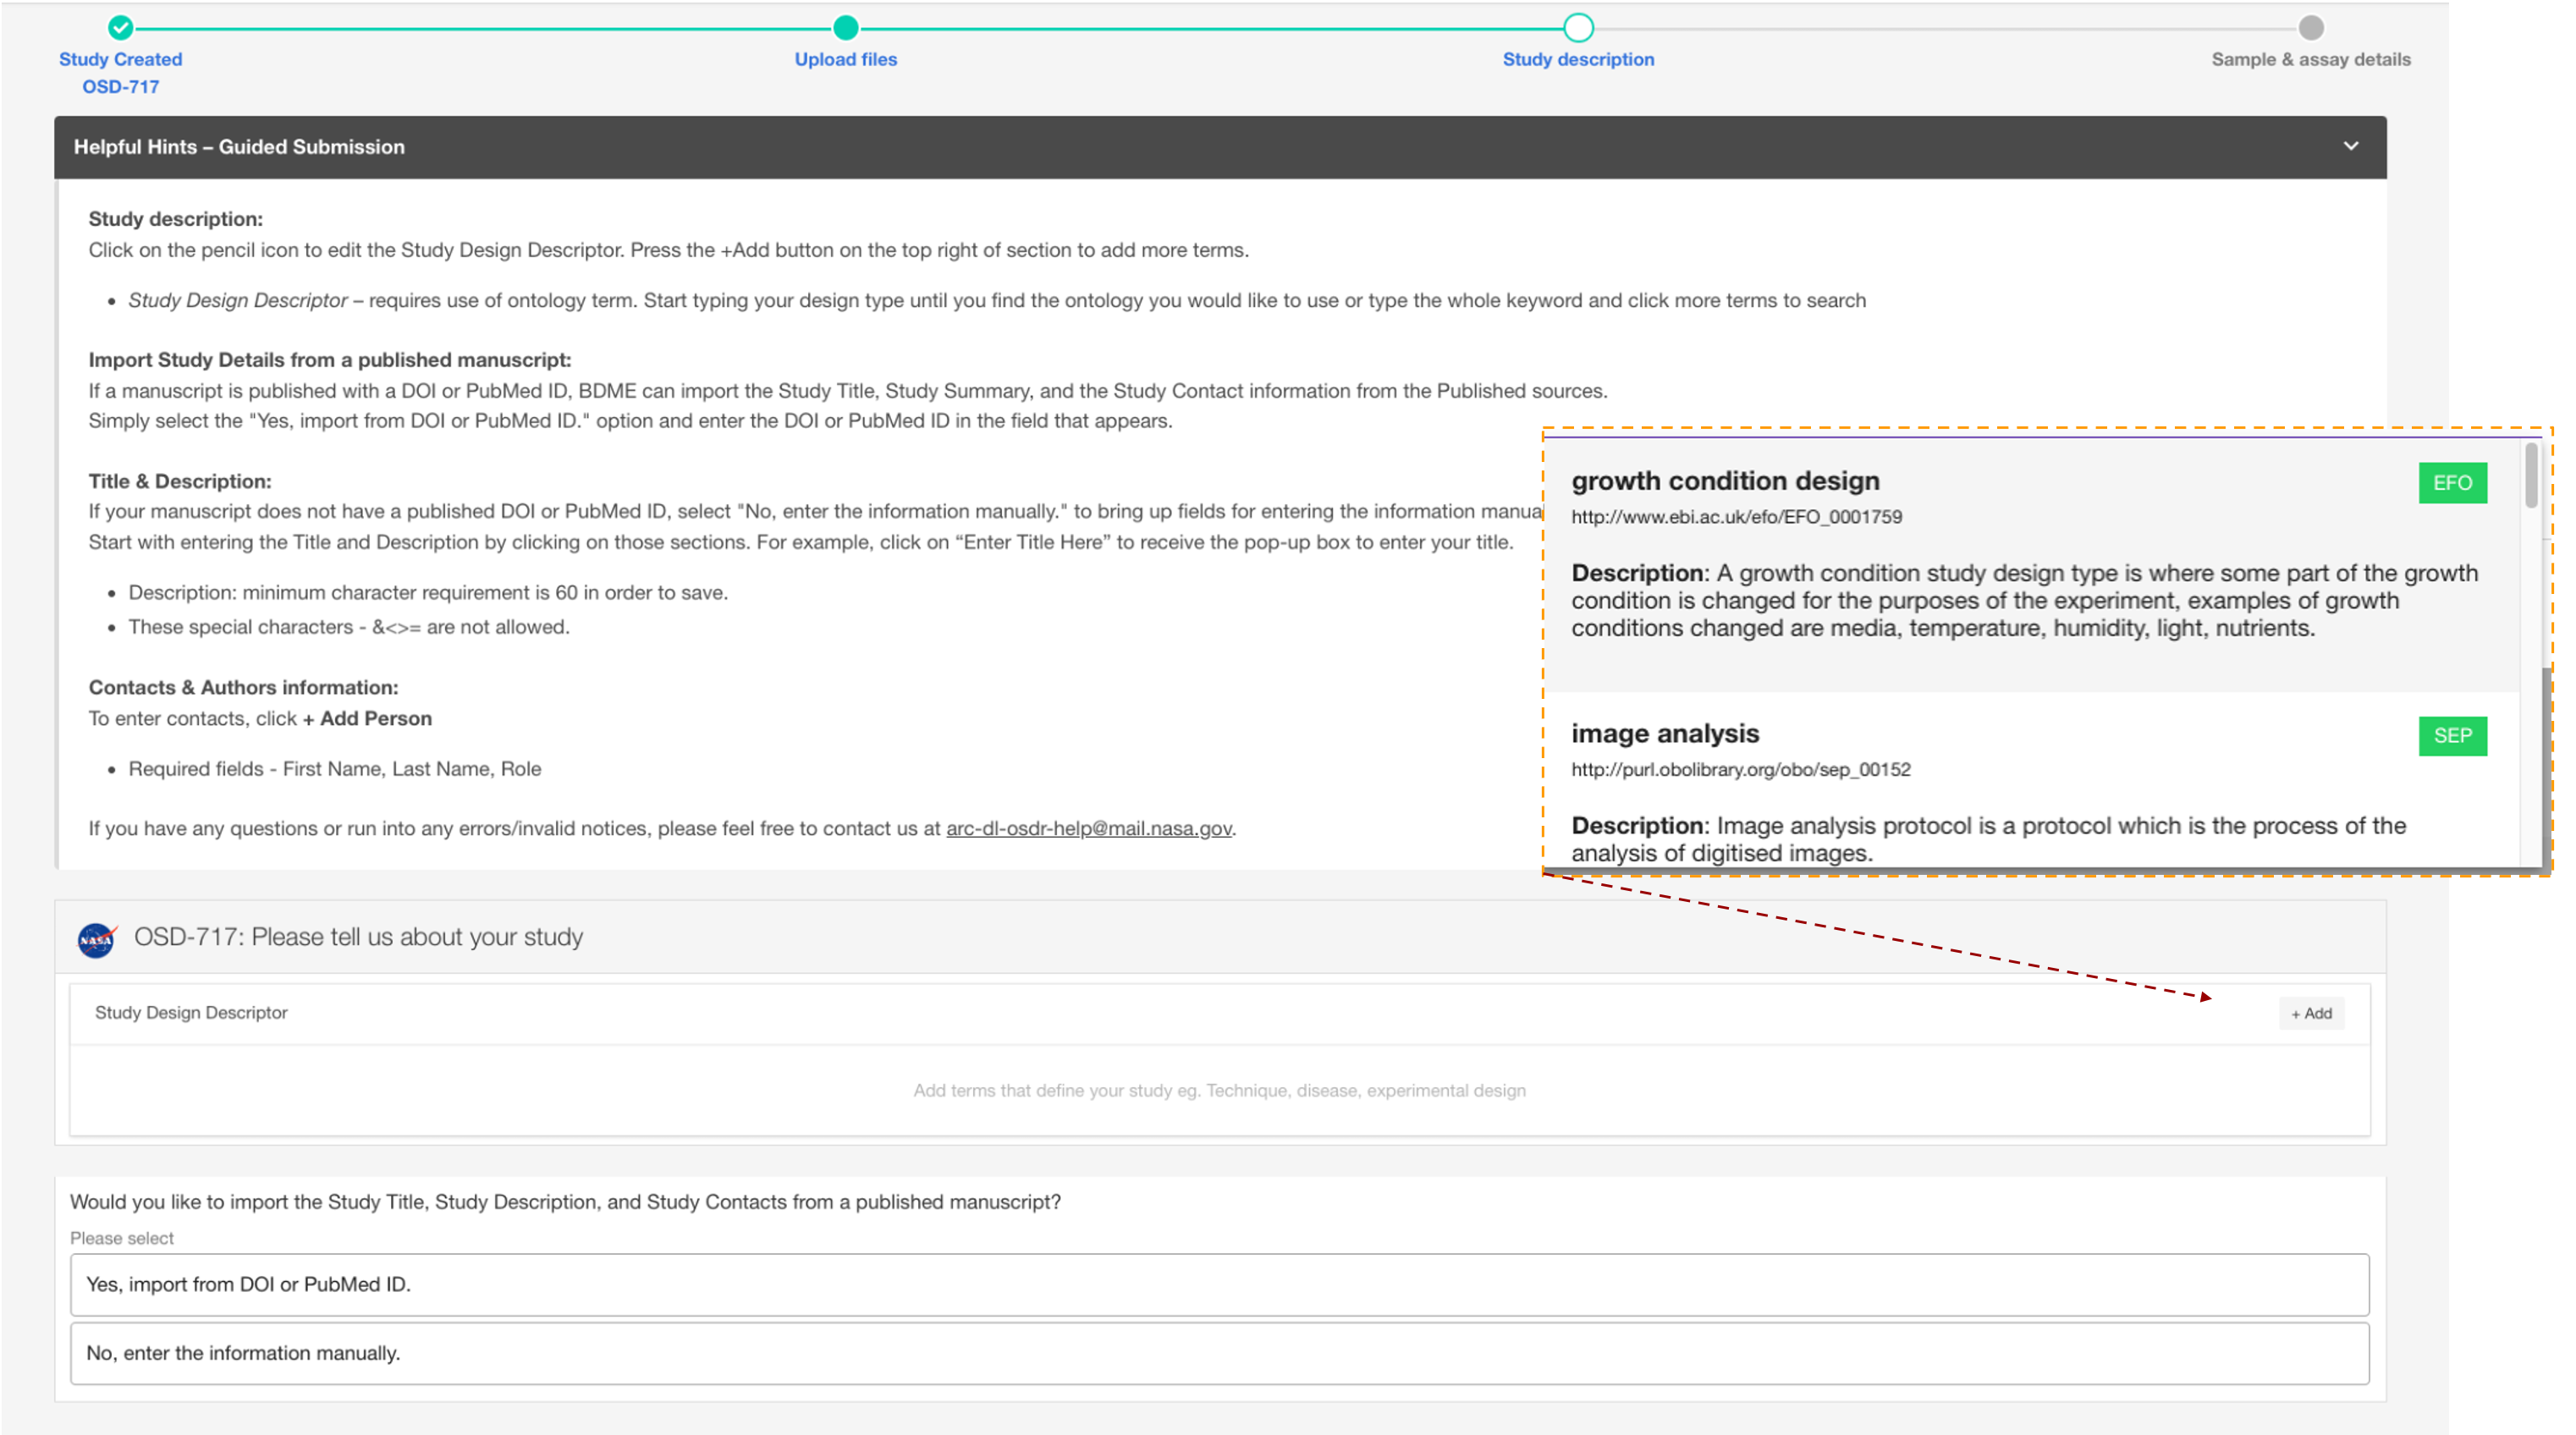 Study Created
OSD-717
Upload files
Study description
Sample & assay details
Helpful Hints – Guided Submission
Study description:
Click on the pencil icon to edit the Study Design Descriptor. Press the +Add button on the top right of section to add more terms.
• Study Design Descriptor – requires use of ontology term. Start typing your design type until you find the ontology you would like to use or type the whole keyword and click more terms to search
Import Study Details from a published manuscript:
If a manuscript is published with a DOI or PubMed ID, BDME can import the Study Title, Study Summary, and the Study Contact information from the Published sources.
Simply select the "Yes, import from DOI or PubMed ID." option and enter the DOI or PubMed ID in the field that appears.
Title & Description:
If your manuscript does not have a published DOI or PubMed ID, select "No, enter the information manually." to bring up fields for entering the information manua
Start with entering the Title and Description by clicking on those sections. For example, click on “Enter Title Here” to receive the pop-up box to enter your title.
• Description: minimum character requirement is 60 in order to save.
• These special characters - &<>= are not allowed.
Contacts & Authors information:
To enter contacts, click + Add Person
• Required fields - First Name, Last Name, Role
If you have any questions or run into any errors/invalid notices, please feel free to contact us at arc-dl-osdr-help@mail.nasa.gov.
growth condition design
EFO
http://www.ebi.ac.uk/efo/EFO_0001759
Description: A growth condition study design type is where some part of the growth
condition is changed for the purposes of the experiment, examples of growth
conditions changed are media, temperature, humidity, light, nutrients.
image analysis
SEP
http://purl.obolibrary.org/obo/sep_00152
Description: Image analysis protocol is a protocol which is the process of the
analysis of digitised images.
NASA
OSD-717: Please tell us about your study
Study Design Descriptor
+ Add
Add terms that define your study eg. Technique, disease, experimental design
Would you like to import the Study Title, Study Description, and Study Contacts from a published manuscript?
Please select
Yes, import from DOI or PubMed ID.
No, enter the information manually.